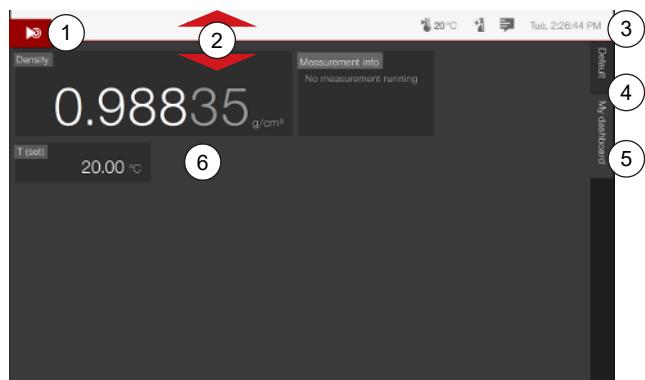 1
2
20 °C
Tue, 2:26:44 PM
3
Density
0.98835 g/cm³
Measurement info
No measurement running
Default
4
My dashboard
5
T (set)
20.00 °C
6